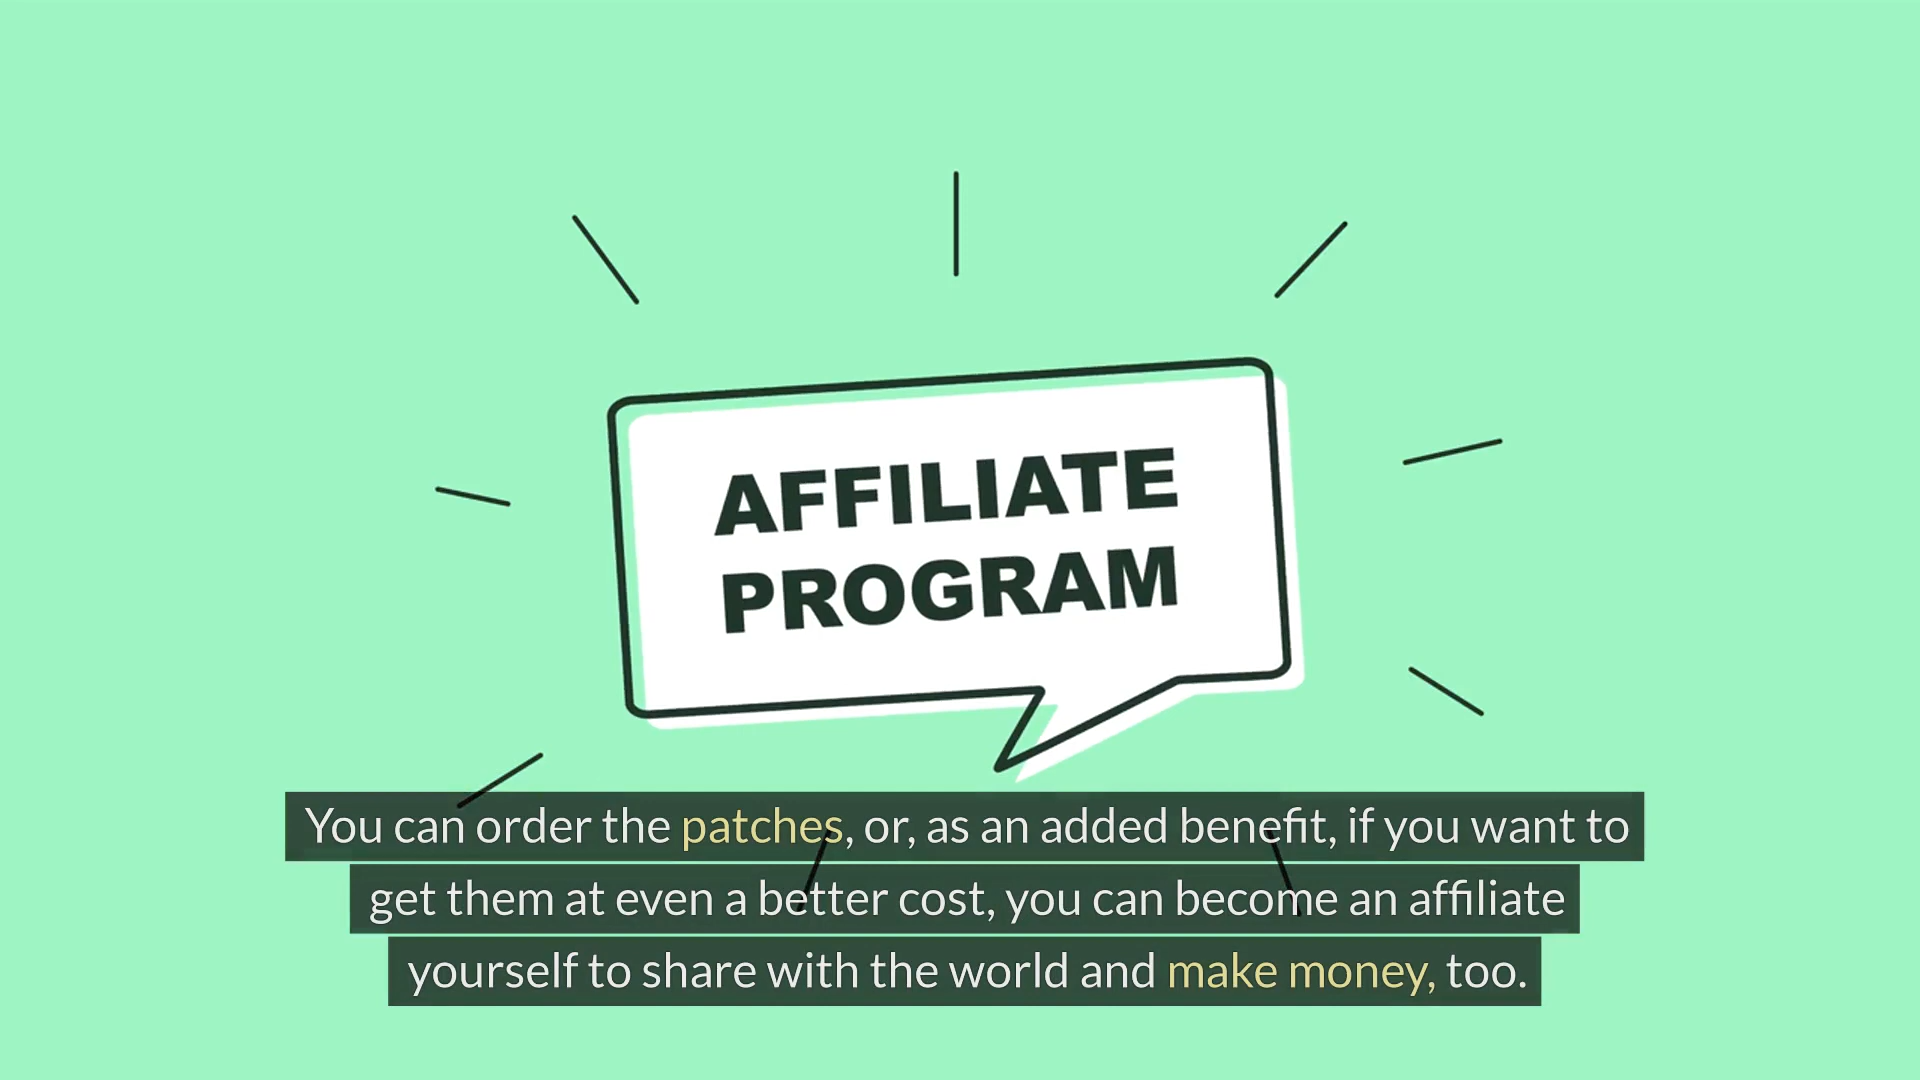 AFFILIATE
PROGRAM
You can order the patches, or, as an added benefit, if you want to
get them at even a better cost, you can become an affiliate
yourself to share with the world and make money, too.